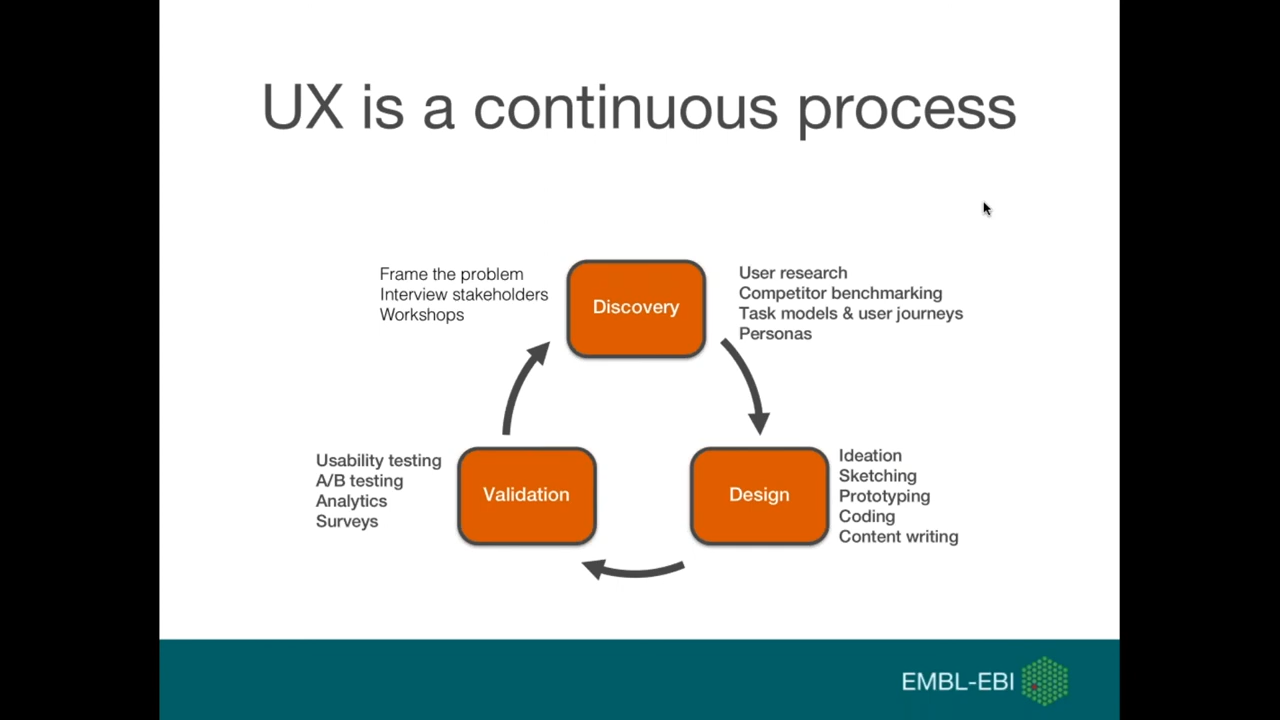 UX is a continuous process
Frame the problem
Interview stakeholders
Workshops
Discovery
User research
Competitor benchmarking
Task models & user journeys
Personas
Usability testing
A/B testing
Analytics
Surveys
Validation
Design
Ideation
Sketching
Prototyping
Coding
Content writing
EMBL-EBI